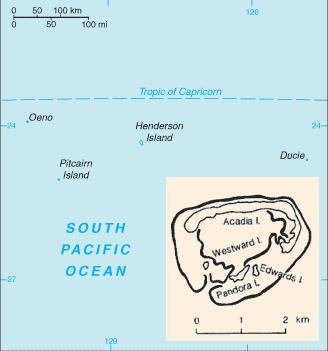 0 50 100 km
0 50 100 mi
126
Tropic of Capricorn
24
Oeno
Henderson
Island
24
Ducie
Pitcairn
Island
SOUTH
PACIFIC
OCEAN
Acadia I.
Westward I.
Edwards I.
Pandora I.
27
0 1 2 km
129